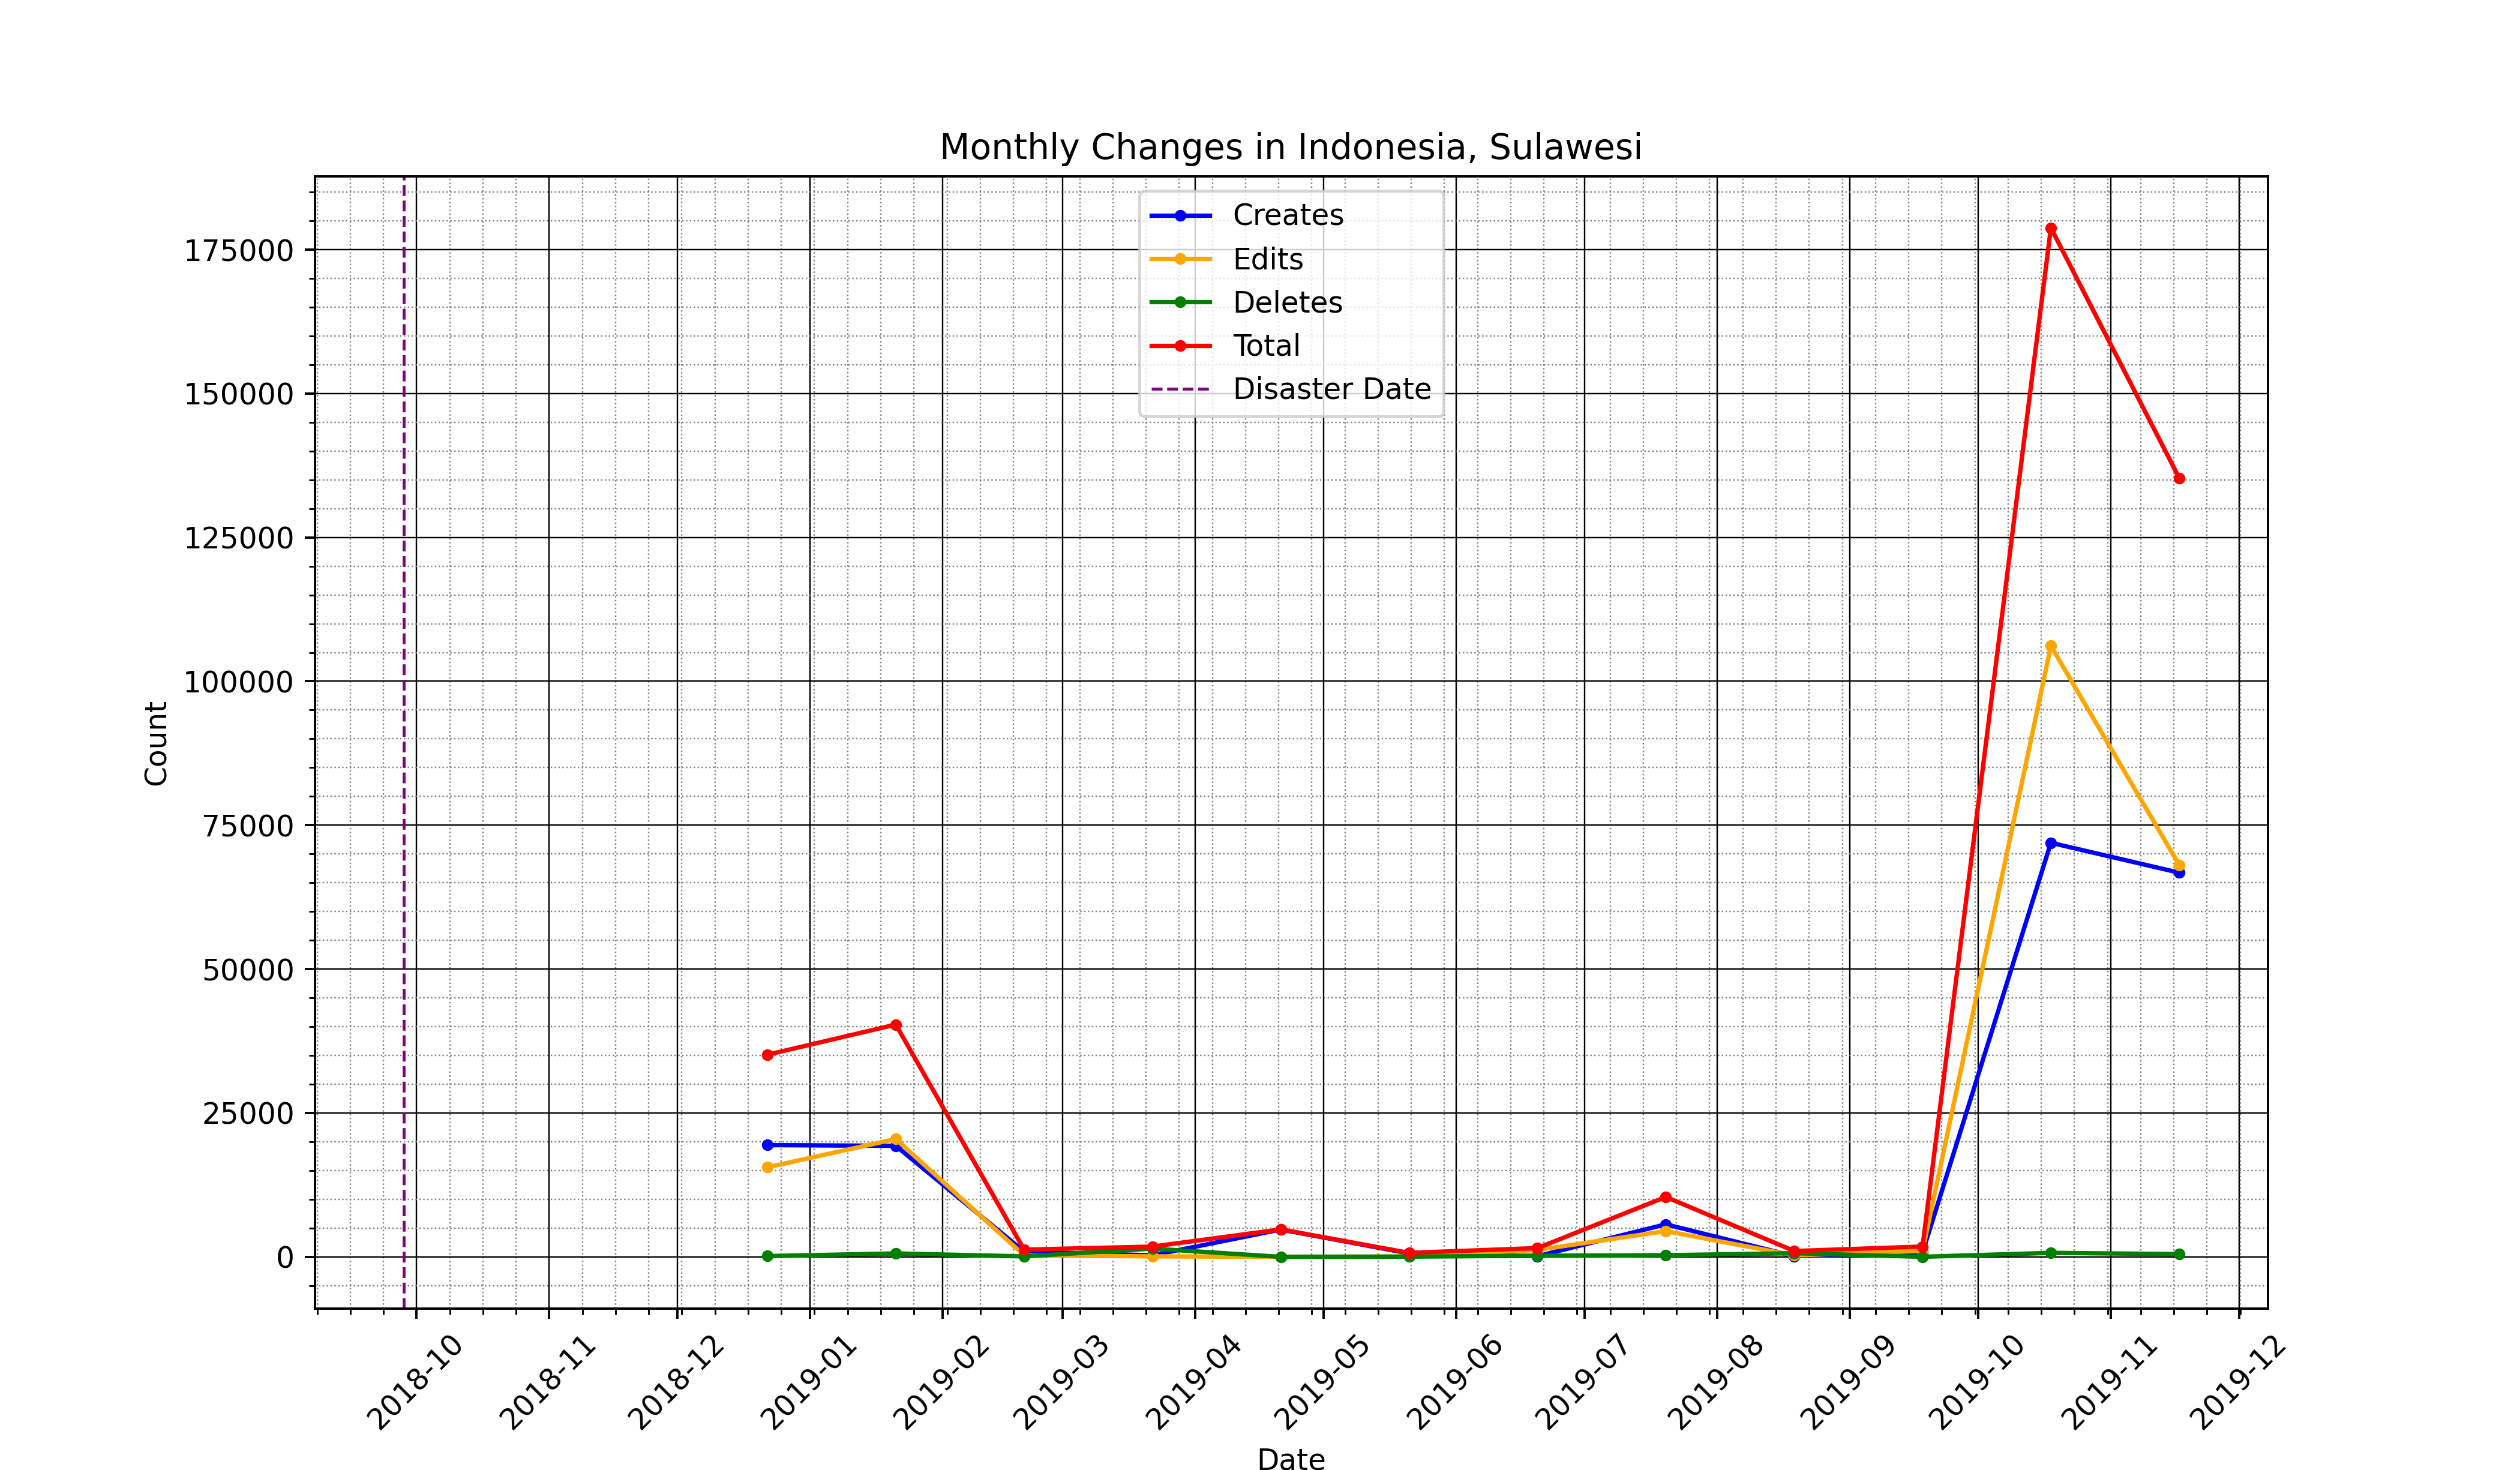 Monthly Changes in Indonesia, Sulawesi
Creates
Edits
Deletes
Total
Disaster Date
175000
150000
125000
100000
75000
50000
25000
0
Count
2018-10
2018-11
2018-12
2019-01
2019-02
2019-03
2019-04
2019-05
2019-06
2019-07
2019-08
2019-09
2019-10
2019-11
2019-12
Date